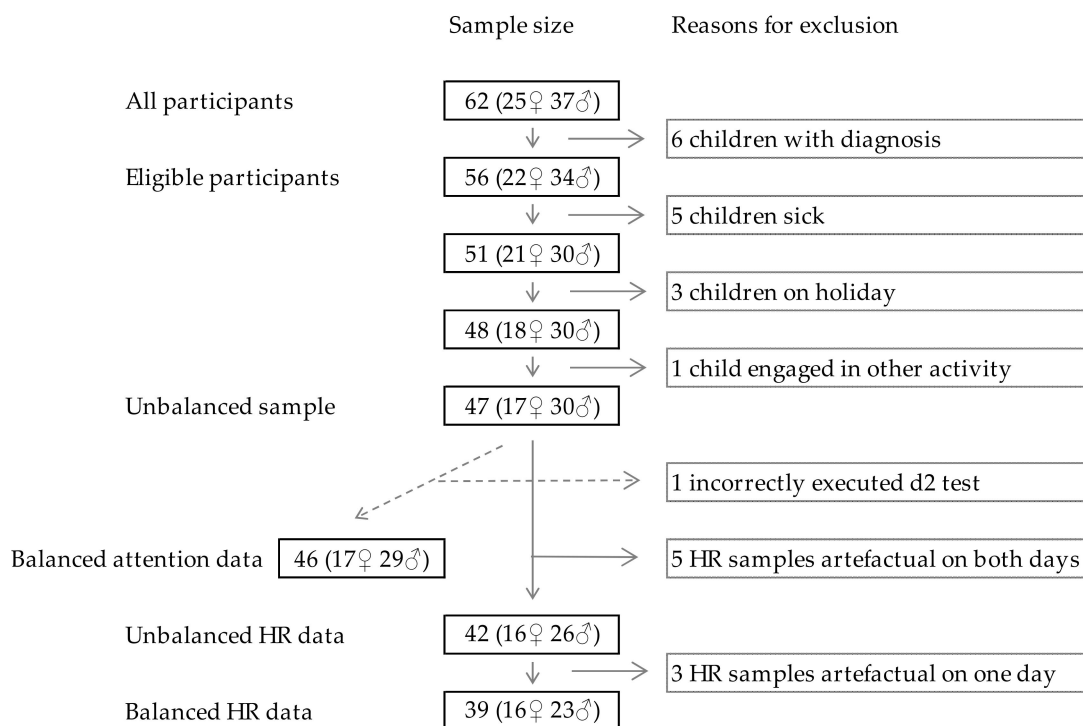 Sample size Reasons for exclusion
All participants 62 (25♀ 37♂)
6 children with diagnosis
Eligible participants 56 (22♀ 34♂)
5 children sick
51 (21♀ 30♂)
3 children on holiday
48 (18♀ 30♂)
1 child engaged in other activity
Unbalanced sample 47 (17♀ 30♂)
1 incorrectly executed d2 test
Balanced attention data 46 (17♀ 29♂) 5 HR samples artefactual on both days
Unbalanced HR data 42 (16♀ 26♂)
3 HR samples artefactual on one day
Balanced HR data 39 (16♀ 23♂)